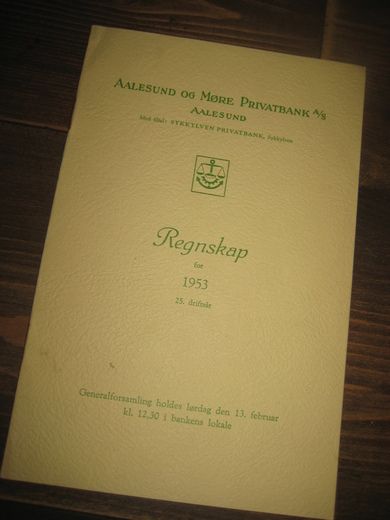 AALESUND OG MØRE PRIVATBANK A/S
AALESUND
Med filial: SYKKYLVEN PRIVATBANK, Sykkylven
Regnskap
for
1953
25. driftsår
Generalforsamling holdes lørdag den 13. februar
kl. 12,30 i bankens lokale